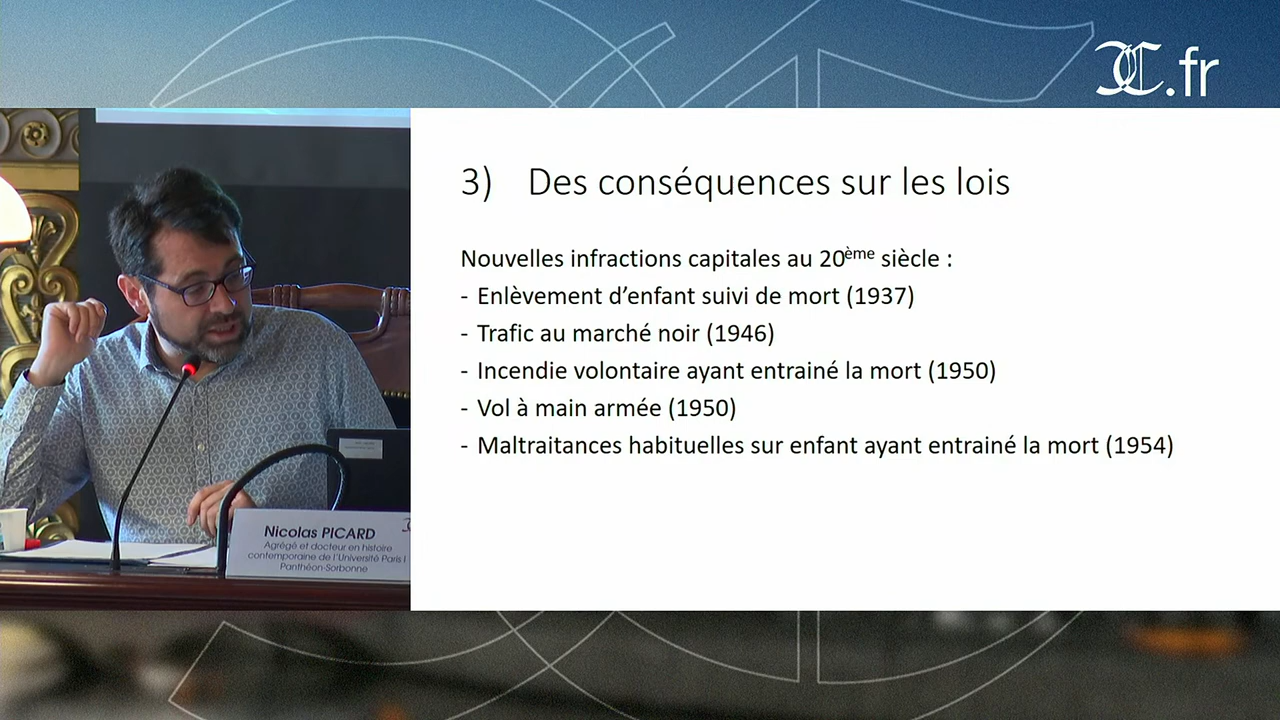 CC.fr
3) Des conséquences sur les lois
Nouvelles infractions capitales au 20ème siècle :
- Enlèvement d’enfant suivi de mort (1937)
- Trafic au marché noir (1946)
- Incendie volontaire ayant entrainé la mort (1950)
- Vol à main armée (1950)
- Maltraitances habituelles sur enfant ayant entrainé la mort (1954)
Nicolas PICARD
Agrégé et docteur en histoire
contemporaine de l'Université Paris I
Panthéon-Sorbonne